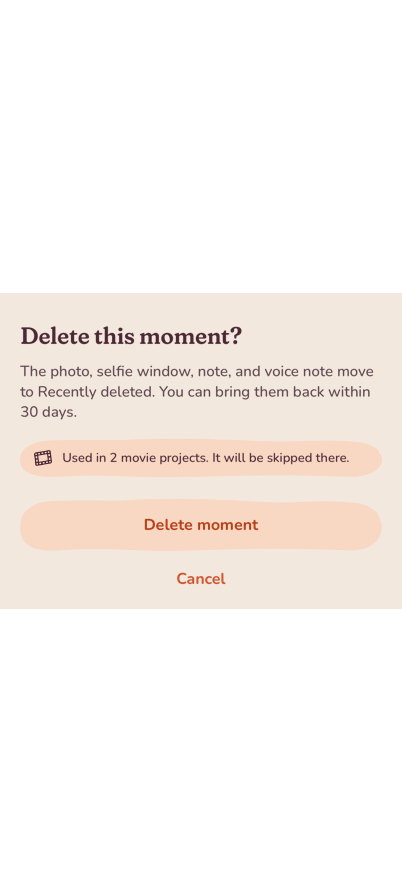 Delete this moment?
The photo, selfie window, note, and voice note move
to Recently deleted. You can bring them back within
30 days.
Used in 2 movie projects. It will be skipped there.
Delete moment
Cancel